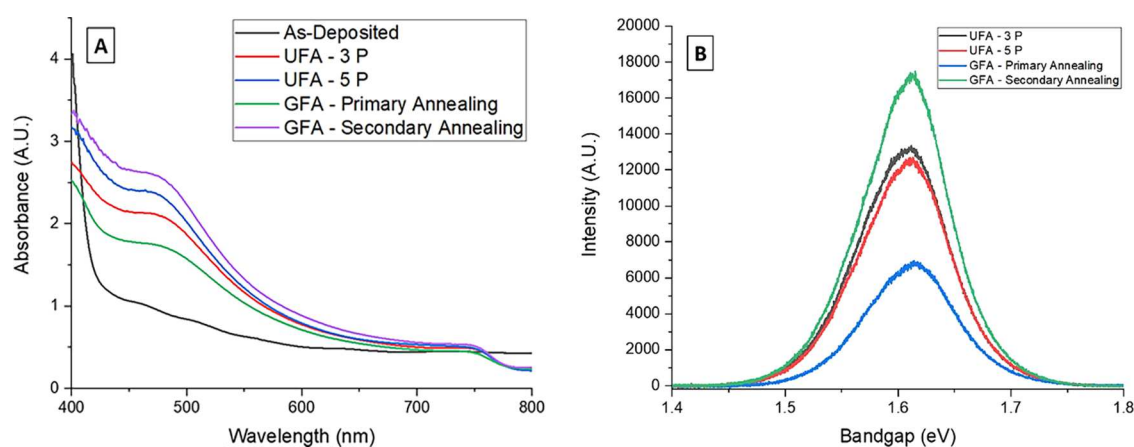 A
As-Deposited
UFA - 3 P
UFA - 5 P
GFA - Primary Annealing
GFA - Secondary Annealing
4
3
2
1
0
Absorbance (A.U.)
400 500 600 700 800
Wavelength (nm)
B
UFA - 3 P
UFA - 5 P
GFA - Primary Annealing
GFA - Secondary Annealing
20000
18000
16000
14000
12000
10000
8000
6000
4000
2000
0
Intensity (A.U.)
1.4 1.5 1.6 1.7 1.8
Bandgap (eV)